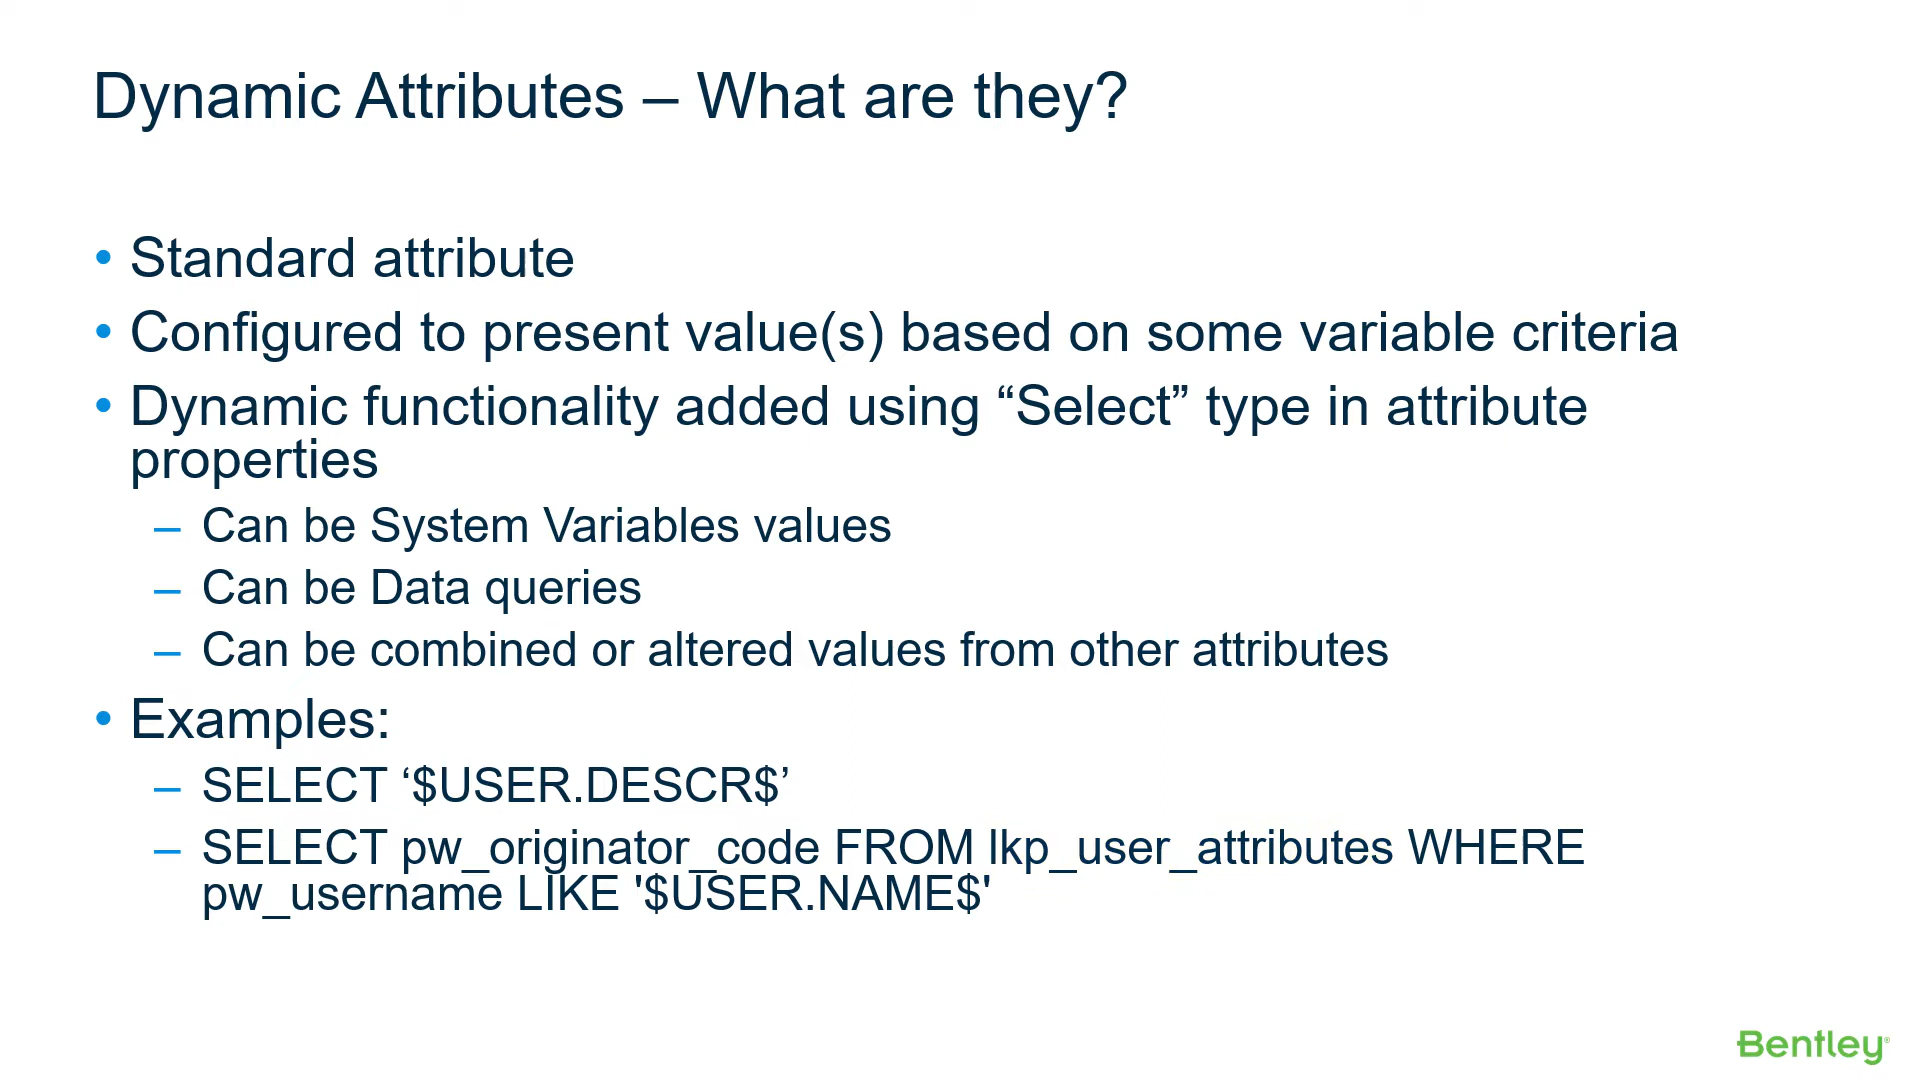 Dynamic Attributes – What are they?
• Standard attribute
• Configured to present value(s) based on some variable criteria
• Dynamic functionality added using “Select” type in attribute
properties
– Can be System Variables values
– Can be Data queries
– Can be combined or altered values from other attributes
• Examples:
– SELECT ‘$USER.DESCR$’
– SELECT pw_originator_code FROM lkp_user_attributes WHERE
pw_username LIKE '$USER.NAME$'
Bentley®